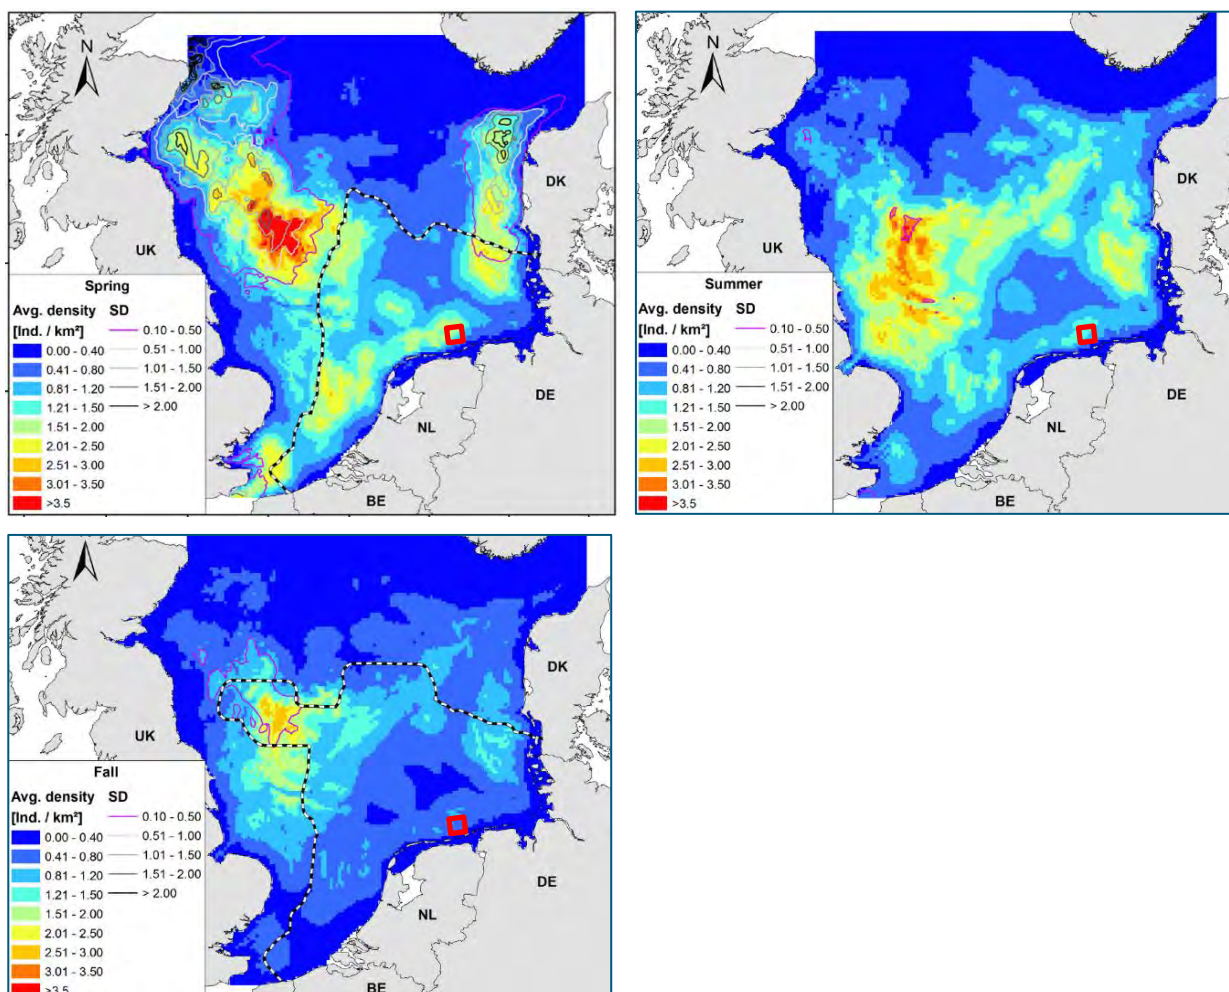 N
DK
UK
Spring
Avg. density SD
[Ind. / km²]
0.00 - 0.40
0.41 - 0.80
0.81 - 1.20
1.21 - 1.50
1.51 - 2.00
2.01 - 2.50
2.51 - 3.00
3.01 - 3.50
>3.5
0.10 - 0.50
0.51 - 1.00
1.01 - 1.50
1.51 - 2.00
> 2.00
DE
NL
BE
N
DK
UK
Summer
Avg. density SD
[Ind. / km²]
0.00 - 0.40
0.41 - 0.80
0.81 - 1.20
1.21 - 1.50
1.51 - 2.00
2.01 - 2.50
2.51 - 3.00
3.01 - 3.50
>3.5
0.10 - 0.50
0.51 - 1.00
1.01 - 1.50
1.51 - 2.00
> 2.00
DE
NL
BE
DK
UK
Fall
Avg. density SD
[Ind. / km²]
0.00 - 0.40
0.41 - 0.80
0.81 - 1.20
1.21 - 1.50
1.51 - 2.00
2.01 - 2.50
2.51 - 3.00
3.01 - 3.50
>3.5
0.10 - 0.50
0.51 - 1.00
1.01 - 1.50
1.51 - 2.00
> 2.00
DE
NL
BE